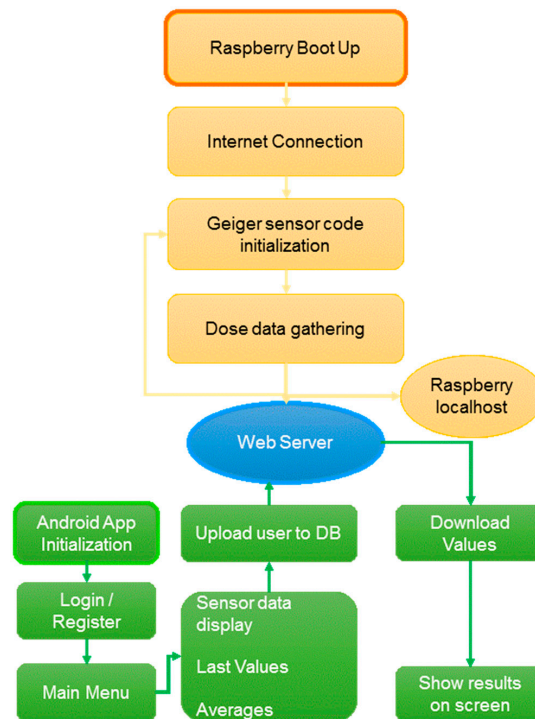 Raspberry Boot Up
Internet Connection
Geiger sensor code
initialization
Dose data gathering
Raspberry
localhost
Web Server
Android App
Initialization
Upload user to DB
Download
Values
Login /
Register
Sensor data
display
Last Values
Averages
Main Menu
Show results
on screen